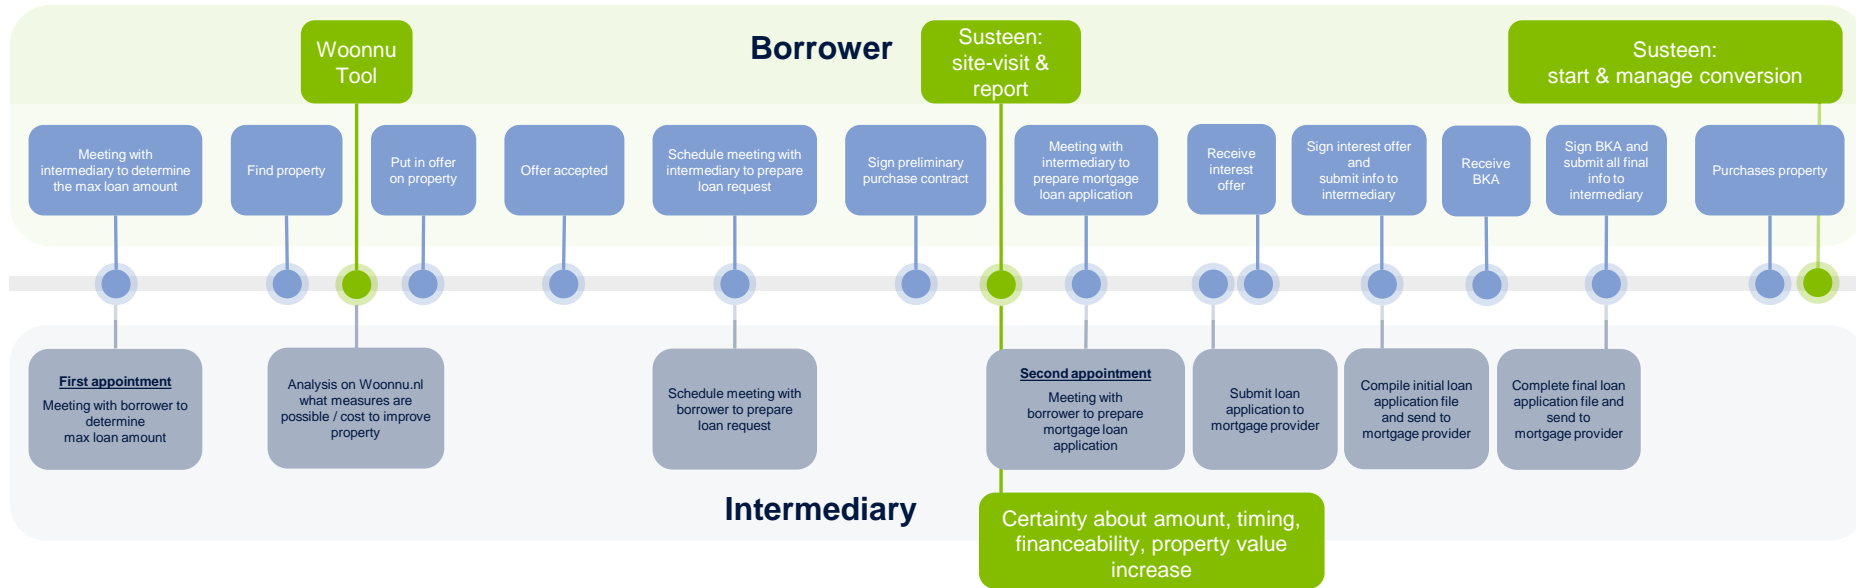 Woonnu
Tool
Borrower
Susteen:
site-visit &
report
Susteen:
start & manage conversion
Meeting with
intermediary to determine
the max loan amount
Find property
Put in offer
on property
Offer accepted
Schedule meeting with
intermediary to prepare
loan request
Sign preliminary
purchase contract
Meeting with
intermediary to
prepare mortgage
loan application
Receive
interest
offer
Sign interest offer
and
submit info to
intermediary
Receive
BKA
Sign BKA and
submit all final
info to
intermediary
Purchases property
First appointment
Meeting with borrower to
determine
max loan amount
Analysis on Woonnu.nl
what measures are
possible / cost to improve
property
Schedule meeting with
borrower to prepare
loan request
Second appointment
Meeting with
borrower to prepare
mortgage loan
application
Submit loan
application to
mortgage provider
Compile initial loan
application file
and send to
mortgage provider
Complete final loan
application file and
send to
mortgage provider
Intermediary
Certainty about amount, timing,
financeability, property value
increase